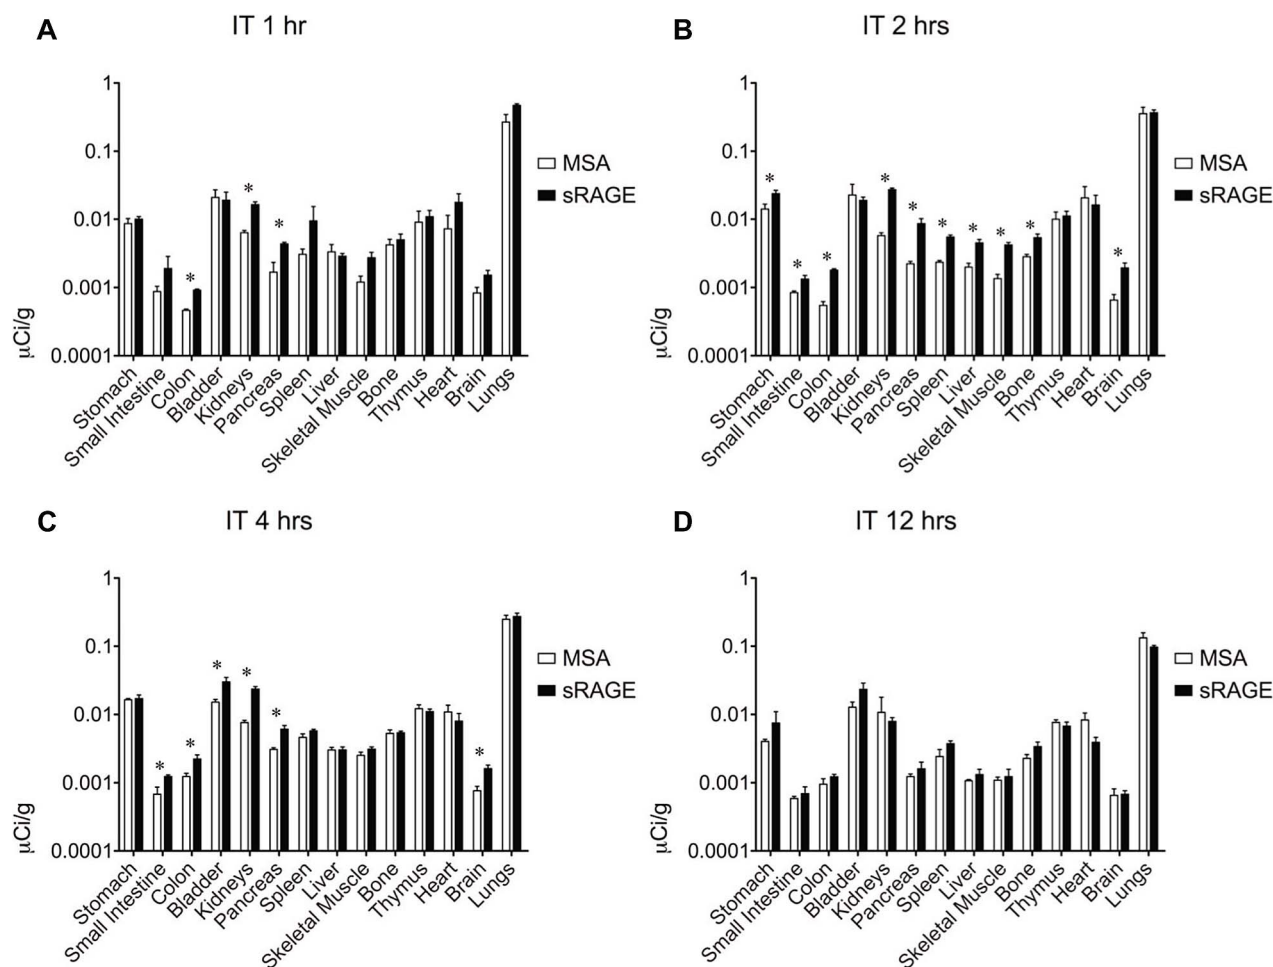 A
IT 1 hr
1
0.1
0.01
0.001
0.0001
µCi/g
*
*
*
MSA
sRAGE
Stomach
Small Intestine
Colon
Bladder
Kidneys
Pancreas
Spleen
Liver
Skeletal Muscle
Bone
Thymus
Heart
Brain
Lungs
B
IT 2 hrs
1
0.1
0.01
0.001
0.0001
µCi/g
*
*
*
*
*
*
*
*
*
*
MSA
sRAGE
Stomach
Small Intestine
Colon
Bladder
Kidneys
Pancreas
Spleen
Liver
Skeletal Muscle
Bone
Thymus
Heart
Brain
Lungs
C
IT 4 hrs
1
0.1
0.01
0.001
0.0001
µCi/g
*
*
*
*
*
*
MSA
sRAGE
Stomach
Small Intestine
Colon
Bladder
Kidneys
Pancreas
Spleen
Liver
Skeletal Muscle
Bone
Thymus
Heart
Brain
Lungs
D
IT 12 hrs
1
0.1
0.01
0.001
0.0001
µCi/g
MSA
sRAGE
Stomach
Small Intestine
Colon
Bladder
Kidneys
Pancreas
Spleen
Liver
Skeletal Muscle
Bone
Thymus
Heart
Brain
Lungs